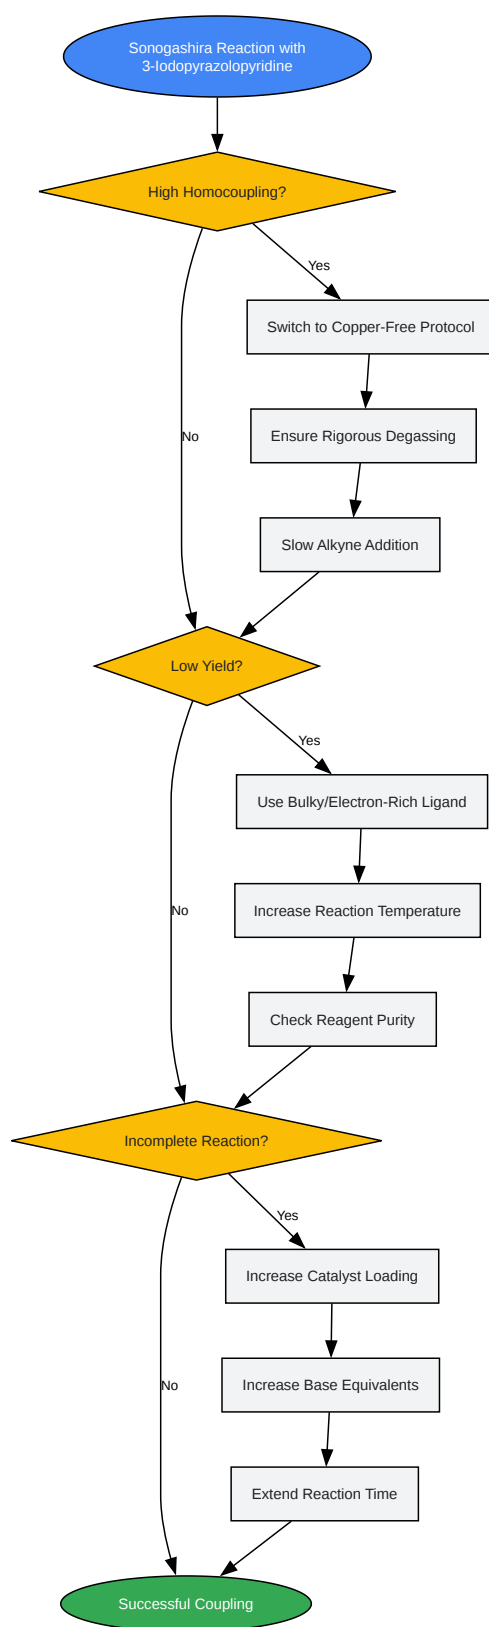 Sonogashira Reaction with
3-Iodopyrazolopyridine
High Homocoupling?
Yes
Switch to Copper-Free Protocol
Ensure Rigorous Degassing
No
Slow Alkyne Addition
Low Yield?
Yes
Use Bulky/Electron-Rich Ligand
Increase Reaction Temperature
No
Check Reagent Purity
Incomplete Reaction?
Yes
Increase Catalyst Loading
Increase Base Equivalents
No
Extend Reaction Time
Successful Coupling